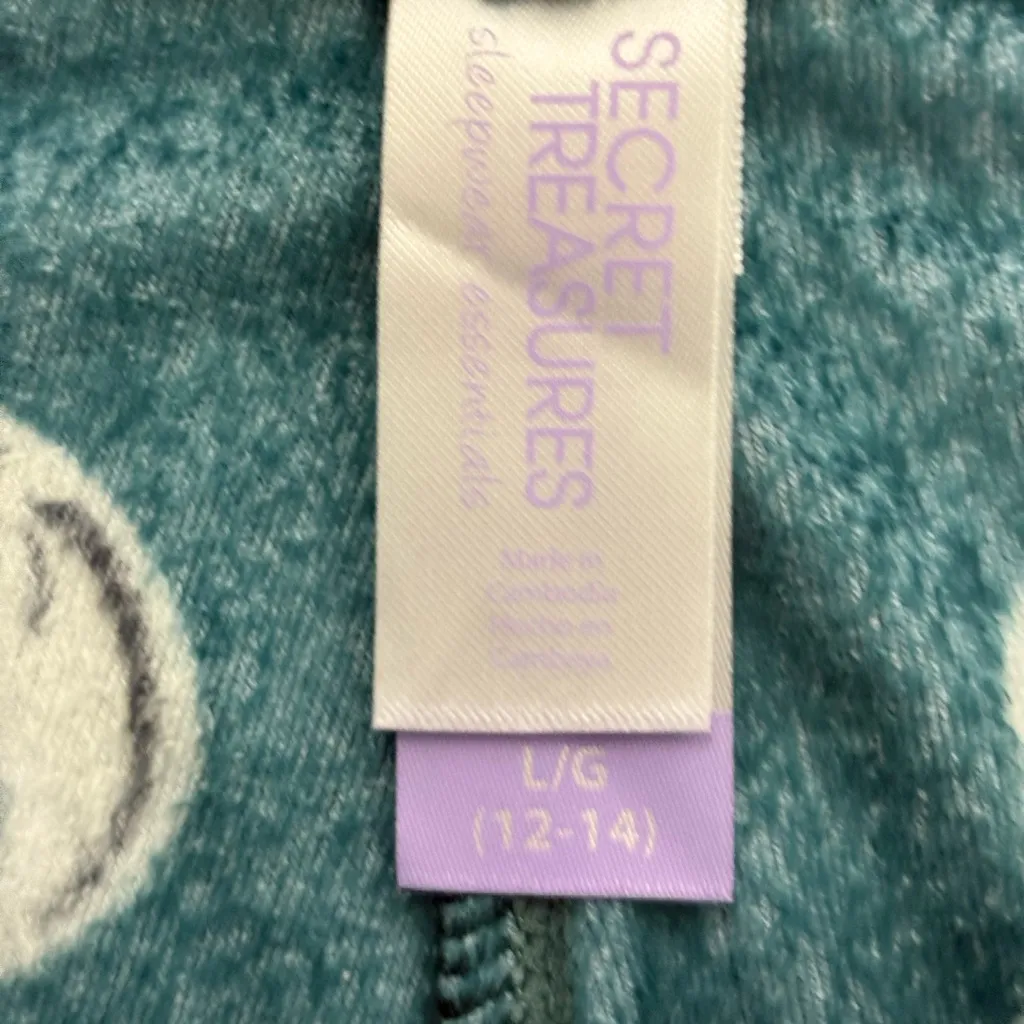 SECRET
TREASURES
sleepwear essentials
Made in
Cambodia
Hecho en
Camboya
L/G
(12-14)